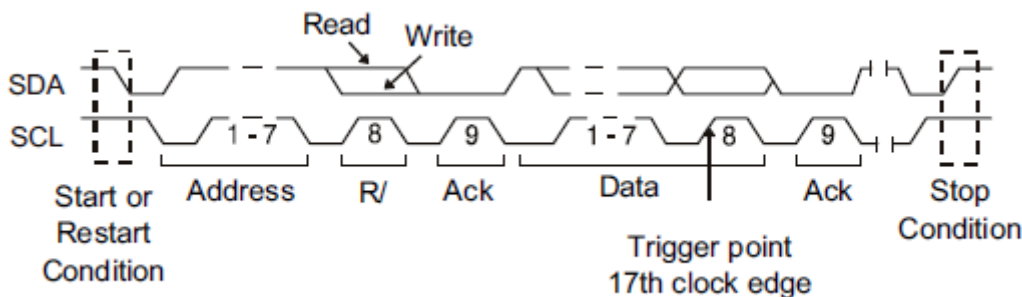 Read
Write
SDA
SCL
1 - 7
8
9
1 - 7
8
9
Address
R/
Ack
Data
Ack
Start or
Restart
Condition
Stop
Condition
Trigger point
17th clock edge